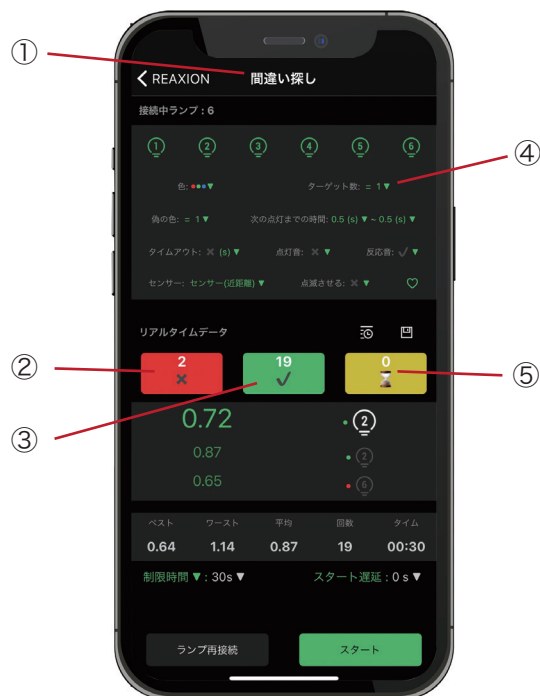 ①
REAXION 間違い探し
接続中ランプ : 6
1 2 3 4 5 6
④
色: ▼ ターゲット数: = 1 ▼
偽の色: = 1 ▼ 次の点灯までの時間: 0.5 (s) ▼ ~ 0.5 (s) ▼
タイムアウト: ✕ (s) ▼ 点灯音: ✕ ▼ 反応音: ✓ ▼
センサー: センサー(近距離) ▼ 点滅させる: ✕ ▼
リアルタイムデータ
② 2 19 0 ⑤
③
0.72 2
0.87 2
0.65 6
ベスト ワースト 平均 回数 タイム
0.64 1.14 0.87 19 00:30
制限時間 ▼ : 30s ▼ スタート遅延 : 0 s ▼
ランプ再接続 スタート